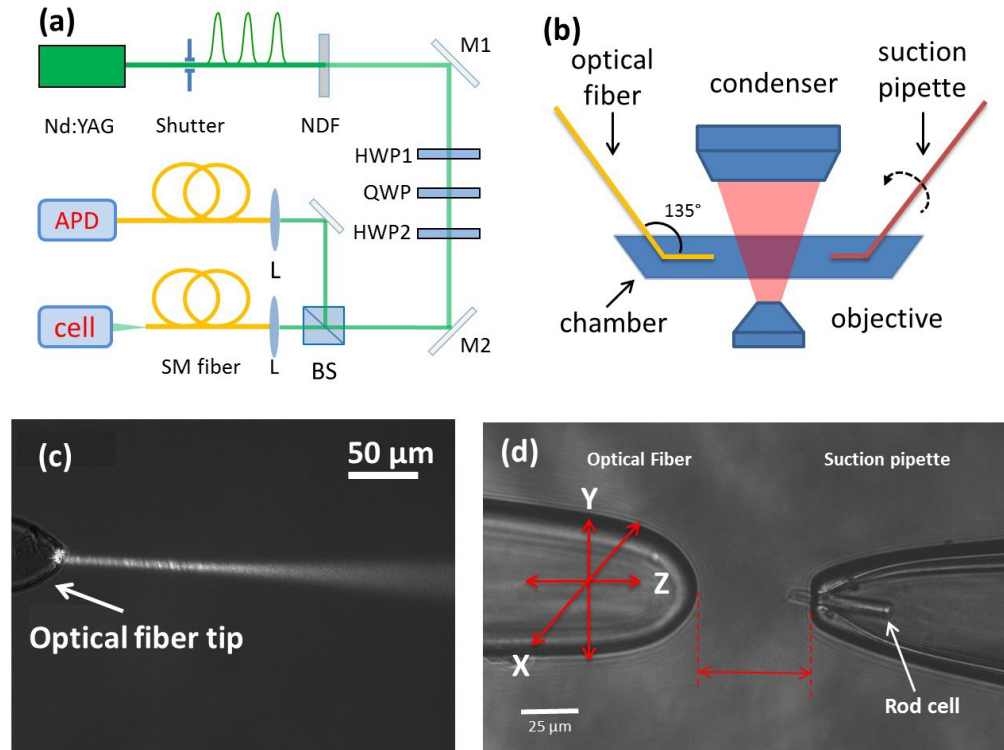 (a)
M1
Nd:YAG
Shutter
NDF
HWP1
QWP
HWP2
APD
L
cell
SM fiber
L
BS
M2
(b)
optical
fiber
condenser
suction
pipette
135°
chamber
objective
(c)
50 µm
Optical fiber tip
(d)
Optical Fiber
Suction pipette
Y
Z
X
Rod cell
25 µm